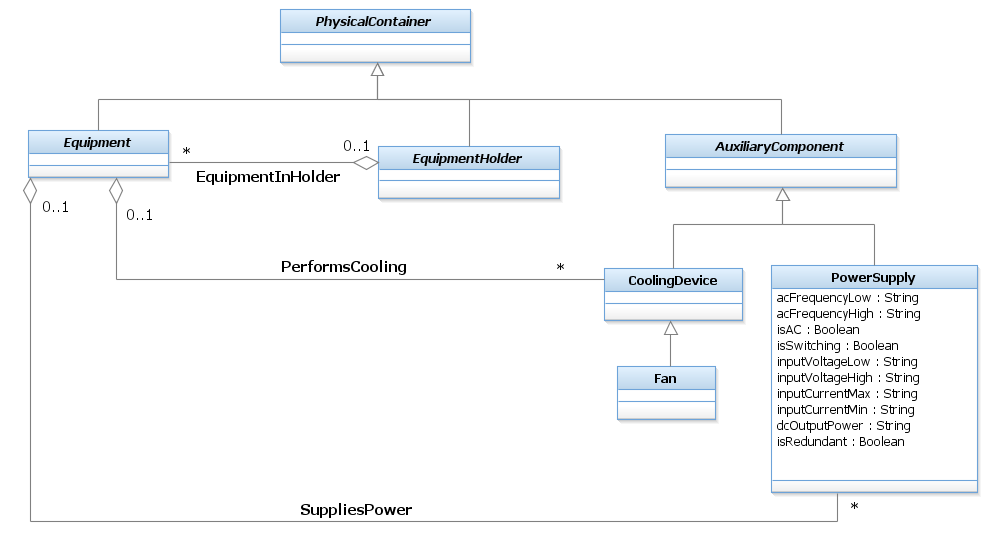 PhysicalContainer
Equipment
*
0..1
EquipmentInHolder
EquipmentHolder
AuxiliaryComponent
0..1
0..1
PerformsCooling
*
CoolingDevice
PowerSupply
acFrequencyLow : String
acFrequencyHigh : String
isAC : Boolean
isSwitching : Boolean
inputVoltageLow : String
inputVoltageHigh : String
inputCurrentMax : String
inputCurrentMin : String
dcOutputPower : String
isRedundant : Boolean
Fan
SuppliesPower
*